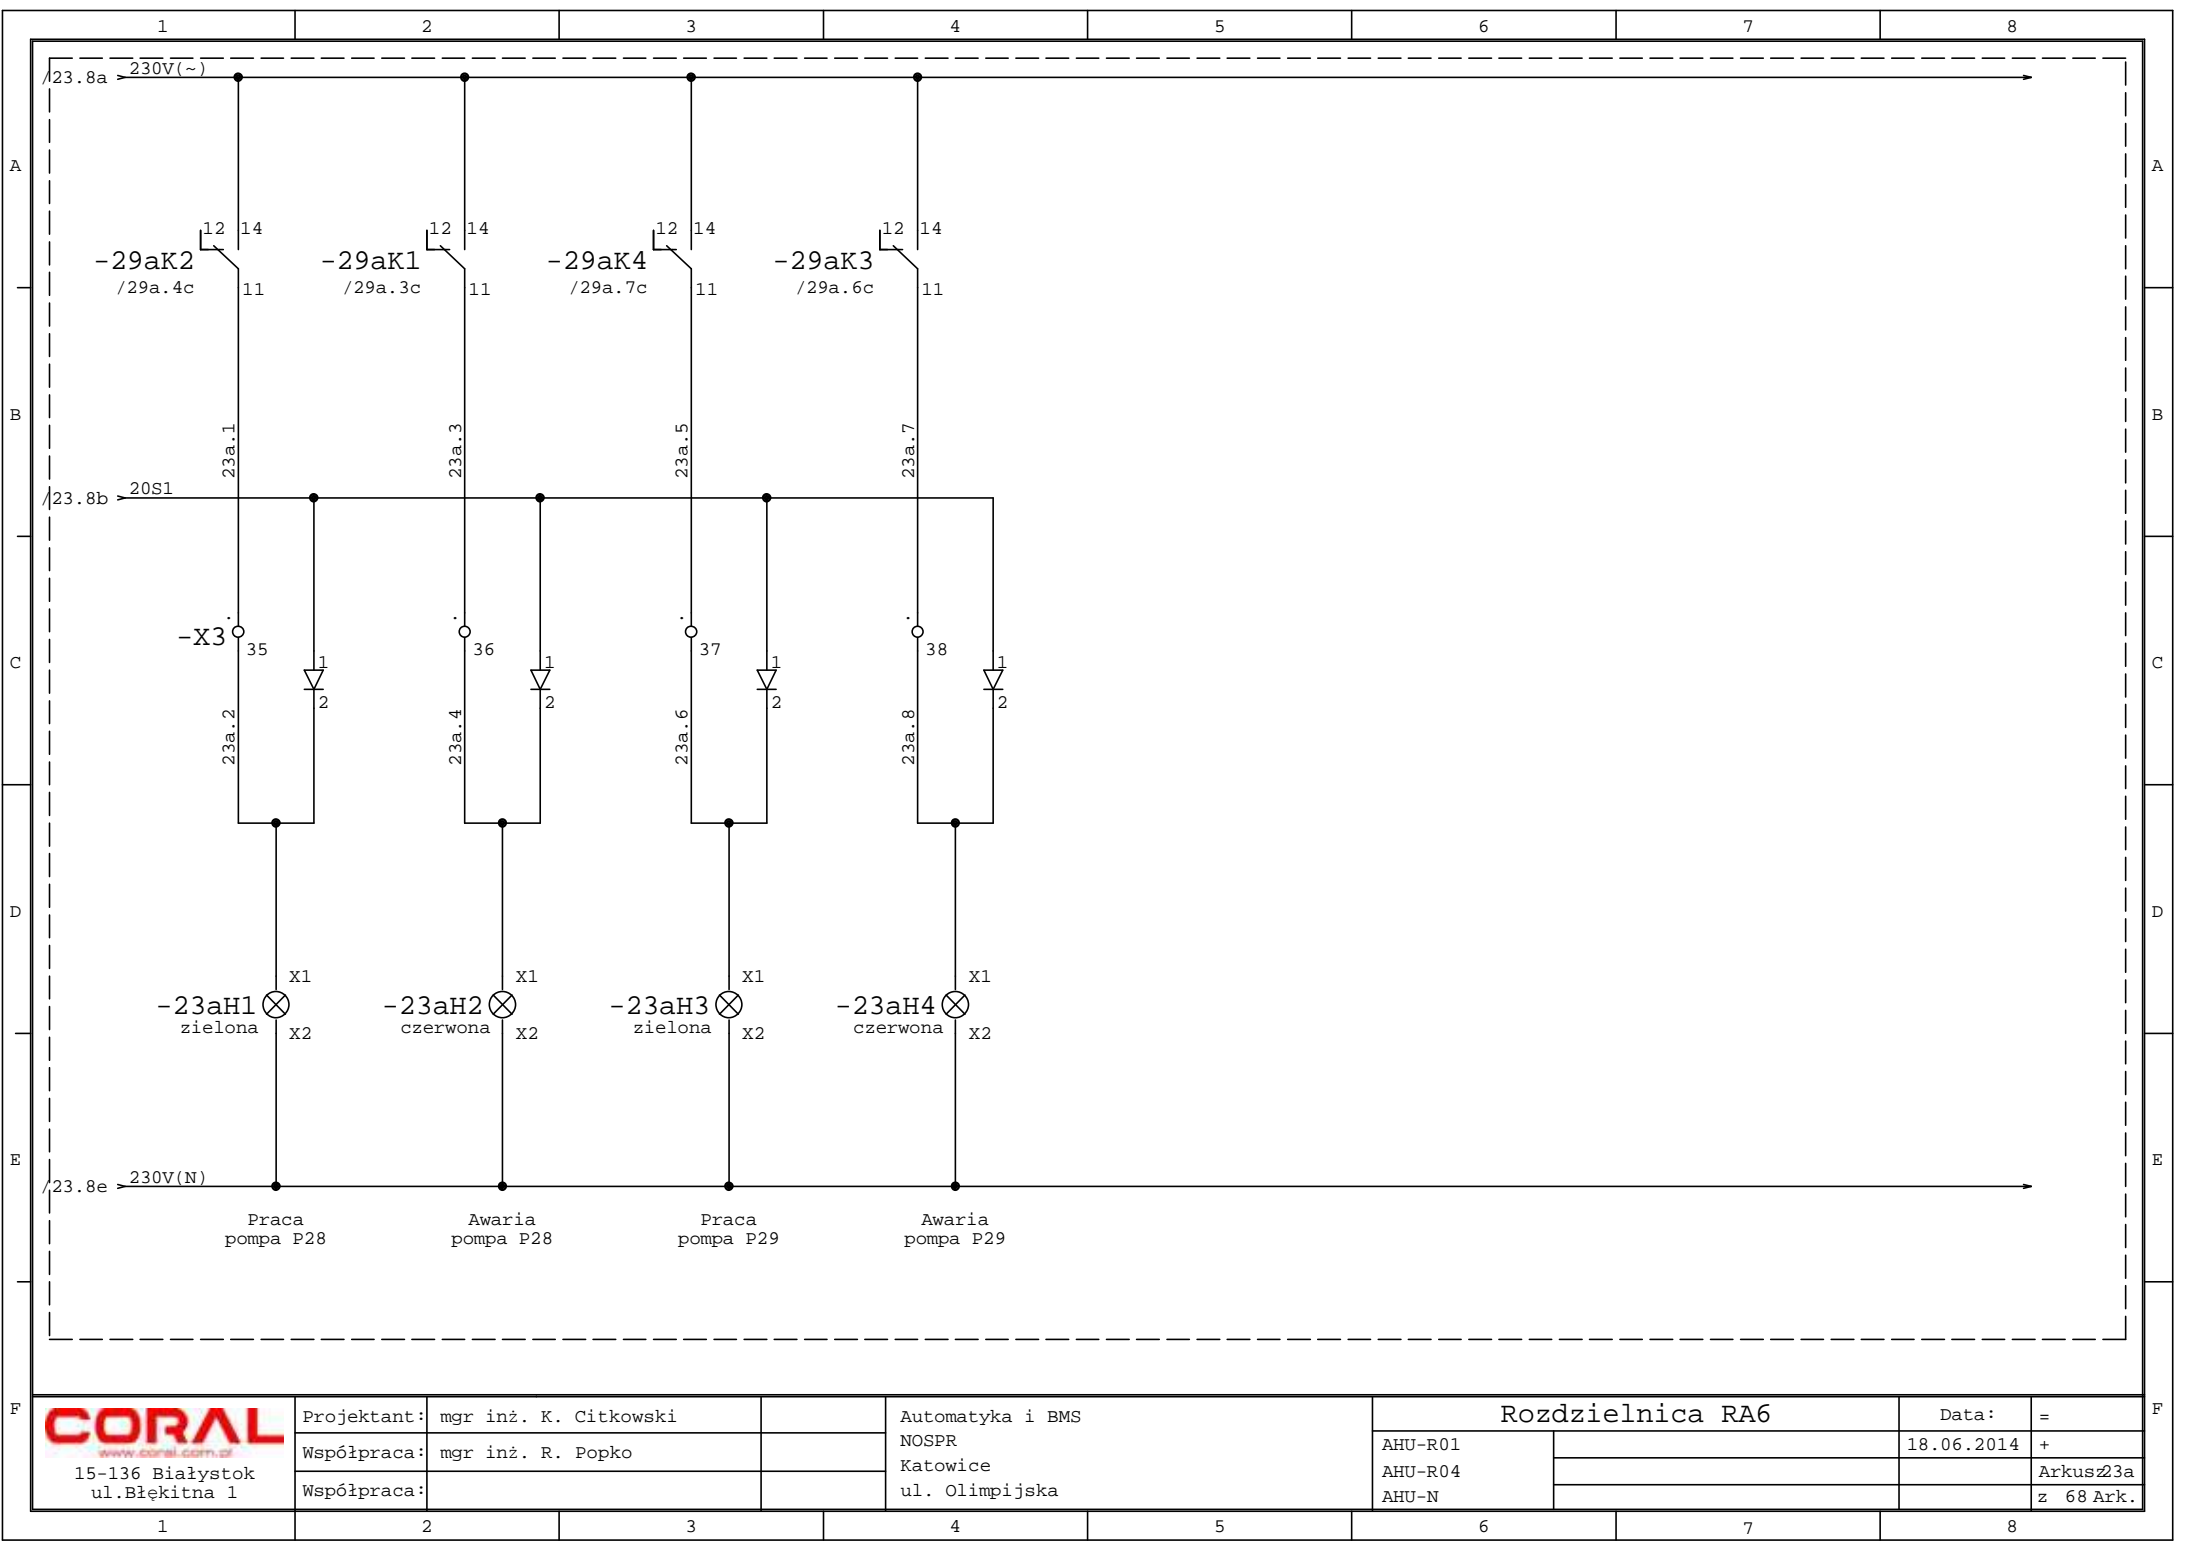 1 2 3 4 5 6 7 8
/23.8a 230V(~)
A A
12 14 12 14 12 14 12 14
-29aK2 -29aK1 -29aK4 -29aK3
/29a.4c 11 /29a.3c 11 /29a.7c 11 /29a.6c 11
B B
23a.1 23a.3 23a.5 23a.7
/23.8b 20S1
-X3 35 36 37 38
C C
1 1 1 1
2 2 2 2
23a.2 23a.4 23a.6 23a.8
D D
X1 X1 X1 X1
-23aH1 -23aH2 -23aH3 -23aH4
zielona czerwona zielona czerwona
X2 X2 X2 X2
E E
/23.8e 230V(N)
Praca Awaria Praca Awaria
pompa P28 pompa P28 pompa P29 pompa P29
F F
CORAL
www.coral.com.pl
15-136 Białystok
ul.Błękitna 1
Projektant: mgr inż. K. Citkowski
Współpraca: mgr inż. R. Popko
Współpraca:
Automatyka i BMS
NOSPR
Katowice
ul. Olimpijska
Rozdzielnica RA6
AHU-R01
AHU-R04
AHU-N
Data: =
18.06.2014 +
Arkusz 23a
z 68 Ark.
1 2 3 4 5 6 7 8